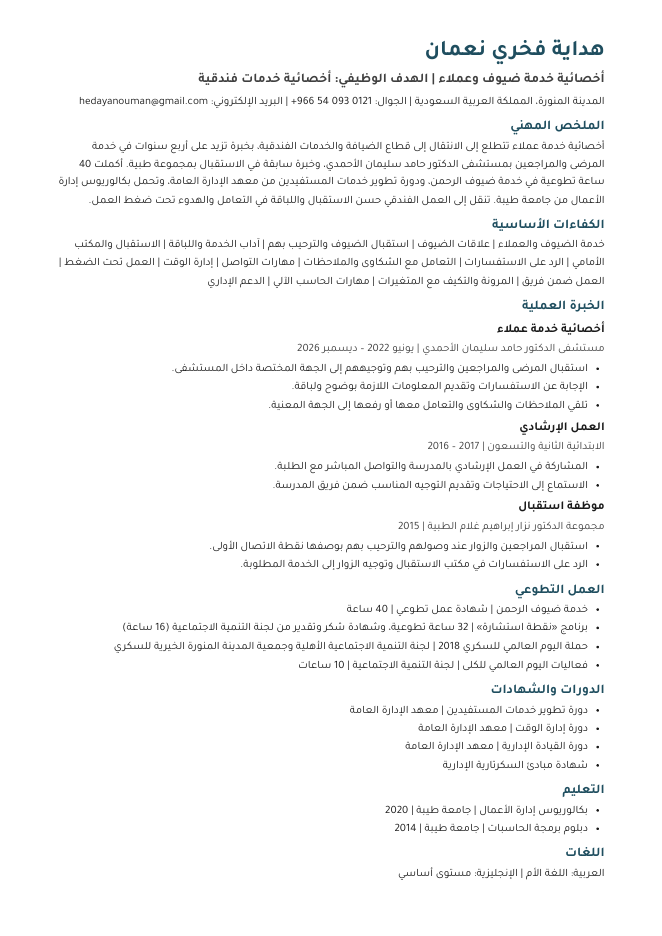 هداية فخري نعمان
أخصائية خدمة ضيوف وعملاء | الهدف الوظيفي: أخصائية خدمات فندقية
المدينة المنورة، المملكة العربية السعودية | الجوال: 0121 093 54 966+ | البريد الإلكتروني: hedayanouman@gmail.com
الملخص المهني
أخصائية خدمة عملاء تتطلع إلى الانتقال إلى قطاع الضيافة والخدمات الفندقية، بخبرة تزيد على أربع سنوات في خدمة
المرضى والمراجعين بمستشفى الدكتور حامد سليمان الأحمدي، وخبرة سابقة في الاستقبال بمجموعة طبية. أكملت 40
ساعة تطوعية في خدمة ضيوف الرحمن، ودورة تطوير خدمات المستفيدين من معهد الإدارة العامة، وتحمل بكالوريوس إدارة
الأعمال من جامعة طيبة. تنقل إلى العمل الفندقي حسن الاستقبال واللباقة في التعامل والهدوء تحت ضغط العمل.
الكفاءات الأساسية
خدمة الضيوف والعملاء | علاقات الضيوف | استقبال الضيوف والترحيب بهم | آداب الخدمة واللباقة | الاستقبال والمكتب
الأمامي | الرد على الاستفسارات | التعامل مع الشكاوى والملاحظات | مهارات التواصل | إدارة الوقت | العمل تحت الضغط |
العمل ضمن فريق | المرونة والتكيف مع المتغيرات | مهارات الحاسب الآلي | الدعم الإداري
الخبرة العملية
أخصائية خدمة عملاء
مستشفى الدكتور حامد سليمان الأحمدي | يونيو 2022 – ديسمبر 2026
• استقبال المرضى والمراجعين والترحيب بهم وتوجيههم إلى الجهة المختصة داخل المستشفى.
• الإجابة عن الاستفسارات وتقديم المعلومات اللازمة بوضوح ولباقة.
• تلقي الملاحظات والشكاوى والتعامل معها أو رفعها إلى الجهة المعنية.
العمل الإرشادي
الابتدائية الثانية والتسعون | 2017 – 2016
• المشاركة في العمل الإرشادي بالمدرسة والتواصل المباشر مع الطلبة.
• الاستماع إلى الاحتياجات وتقديم التوجيه المناسب ضمن فريق المدرسة.
موظفة استقبال
مجموعة الدكتور نزار إبراهيم غلام الطبية | 2015
• استقبال المراجعين والزوار عند وصولهم والترحيب بهم بوصفها نقطة الاتصال الأولى.
• الرد على الاستفسارات في مكتب الاستقبال وتوجيه الزوار إلى الخدمة المطلوبة.
العمل التطوعي
• خدمة ضيوف الرحمن | شهادة عمل تطوعي | 40 ساعة
• برنامج «نقطة استشارة» | 32 ساعة تطوعية، وشهادة شكر وتقدير من لجنة التنمية الاجتماعية (16 ساعة)
• حملة اليوم العالمي للسكري 2018 | لجنة التنمية الاجتماعية الأهلية وجمعية المدينة المنورة الخيرية للسكري
• فعاليات اليوم العالمي للكلى | لجنة التنمية الاجتماعية | 10 ساعات
الدورات والشهادات
• دورة تطوير خدمات المستفيدين | معهد الإدارة العامة
• دورة إدارة الوقت | معهد الإدارة العامة
• دورة القيادة الإدارية | معهد الإدارة العامة
• شهادة مبادئ السكرتارية الإدارية
التعليم
• بكالوريوس إدارة الأعمال | جامعة طيبة | 2020
• دبلوم برمجة الحاسبات | جامعة طيبة | 2014
اللغات
العربية: اللغة الأم | الإنجليزية: مستوى أساسي